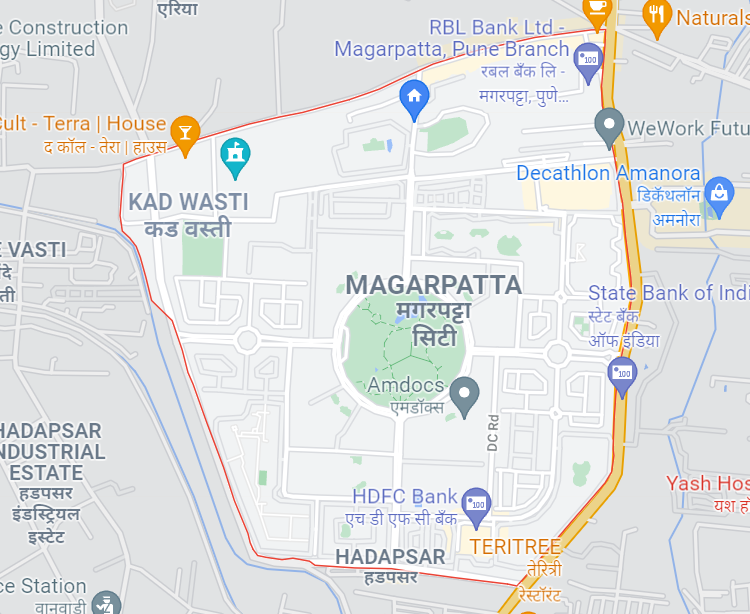 एरिया
e Construction
gy Limited
RBL Bank Ltd -
Magarpatta, Pune Branch
रबल बँक लि -
मगरपट्टा, पुणे...
Naturals
Cult - Terra | House
द कॉल - तेरा | हाउस
WeWork Futu
Decathlon Amanora
डिकॅथलॉन
अमनोरा
KAD WASTI
कड वस्ती
E VASTI
दे
ती
MAGARPATTA
मगरपट्टा
सिटी
State Bank of Indi
स्टेट बँक
ऑफ इंडिया
Amdocs
एमडॉक्स
DC Rd
HADAPSAR
INDUSTRIAL
ESTATE
हडपसर
इंडस्ट्रियल
इस्टेट
HDFC Bank
एच डी एफ सी बँक
Yash Hos
यश हॉ
TERITREE
तेरित्री
रेस्टॉरंट
HADAPSAR
हडपसर
ce Station
वानवाडी